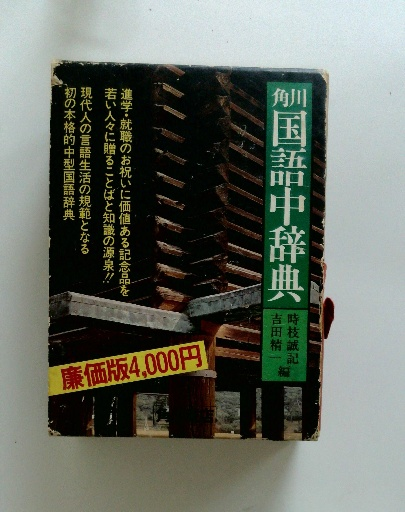 角川
国語中辞典
時枝誠記
吉田精一
編
進学・就職のお祝いに価値ある記念品を
若い人々に贈ることばと知識の源泉!!
現代人の言語生活の規範となる
初の本格的中型国語辞典
廉価版4,000円